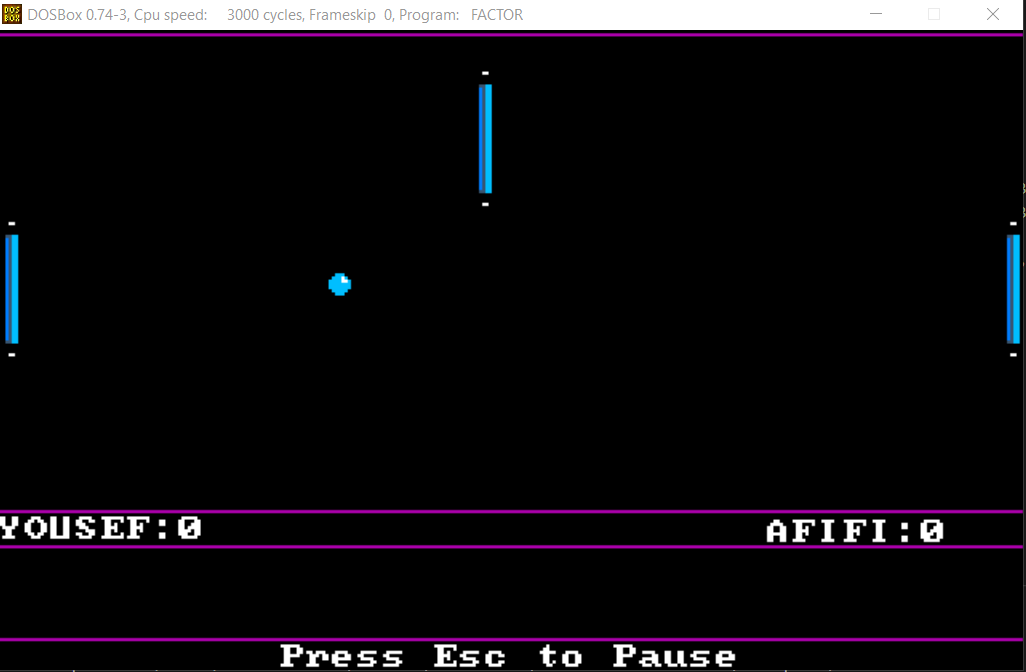 DOSBox 0.74-3, Cpu speed: 3000 cycles, Frameskip 0, Program: FACTOR
YOUSEF:0
AFIFI:0
Press Esc to Pause